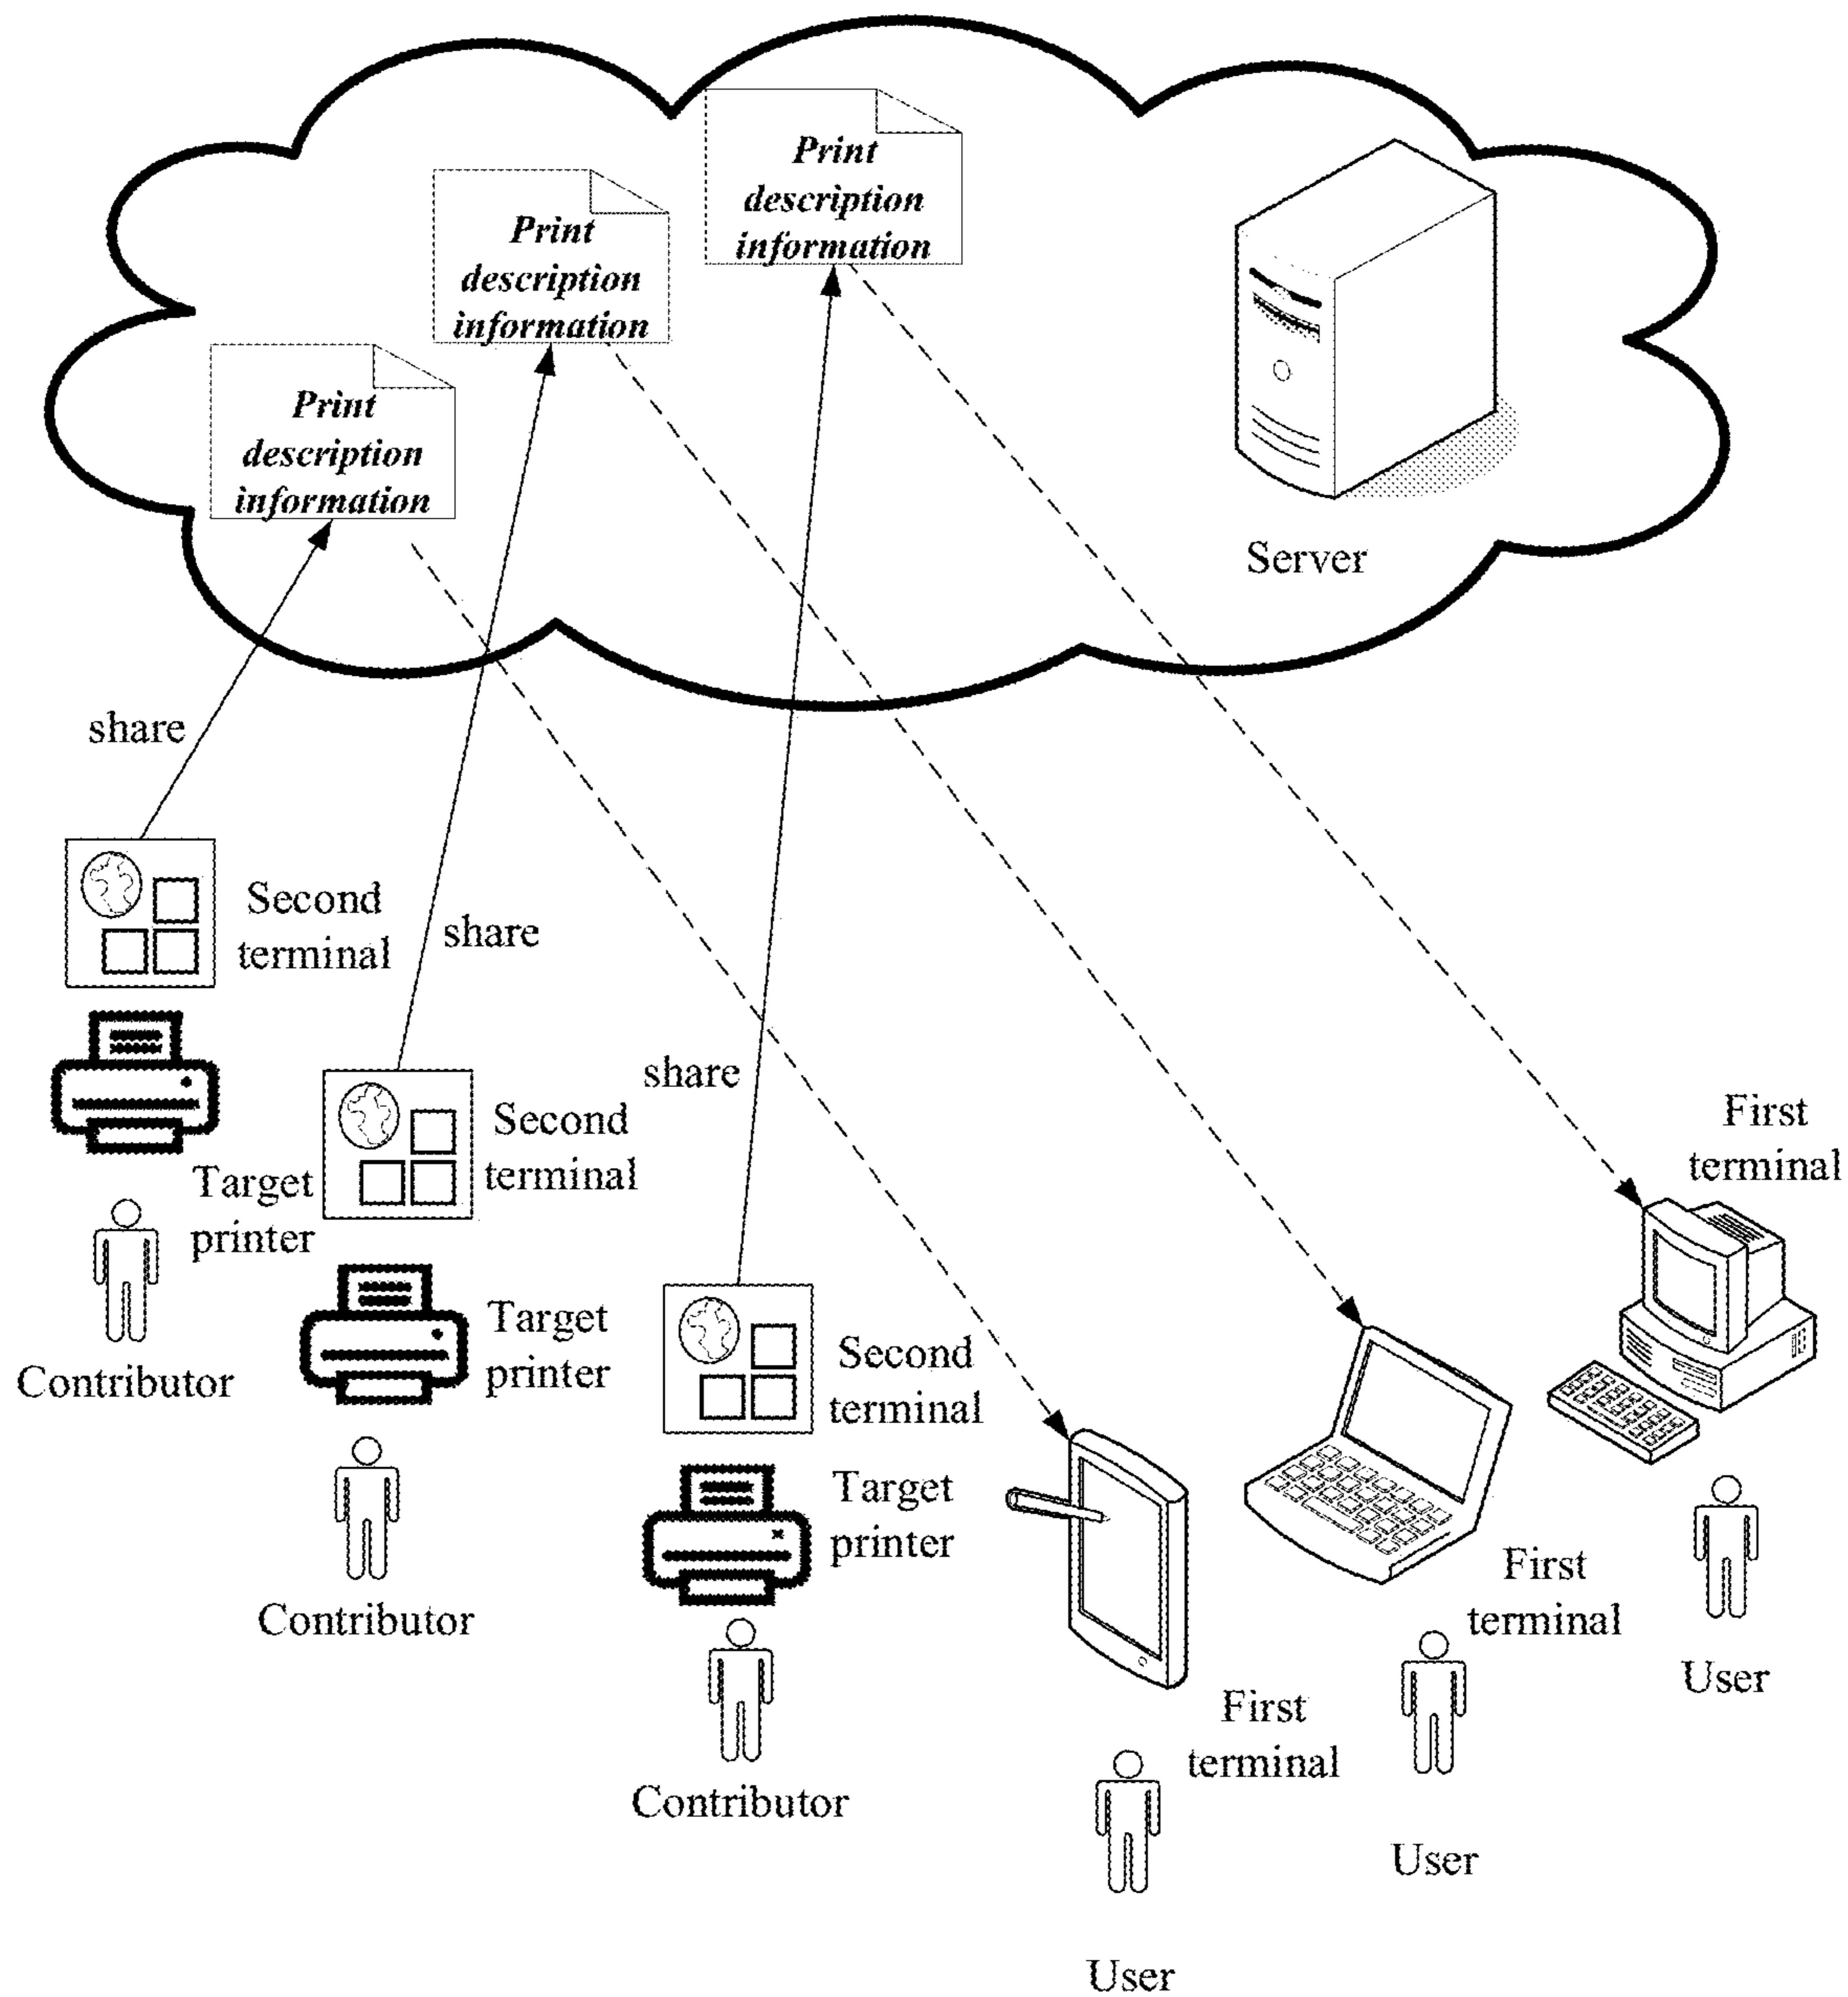 Print
description
information
Print
description
information
Print
description
information
Server
share
share
share
Second
terminal
Target
printer
Contributor
Second
terminal
Target
printer
Contributor
Second
terminal
Target
printer
Contributor
First
terminal
User
First
terminal
User
First
terminal
User